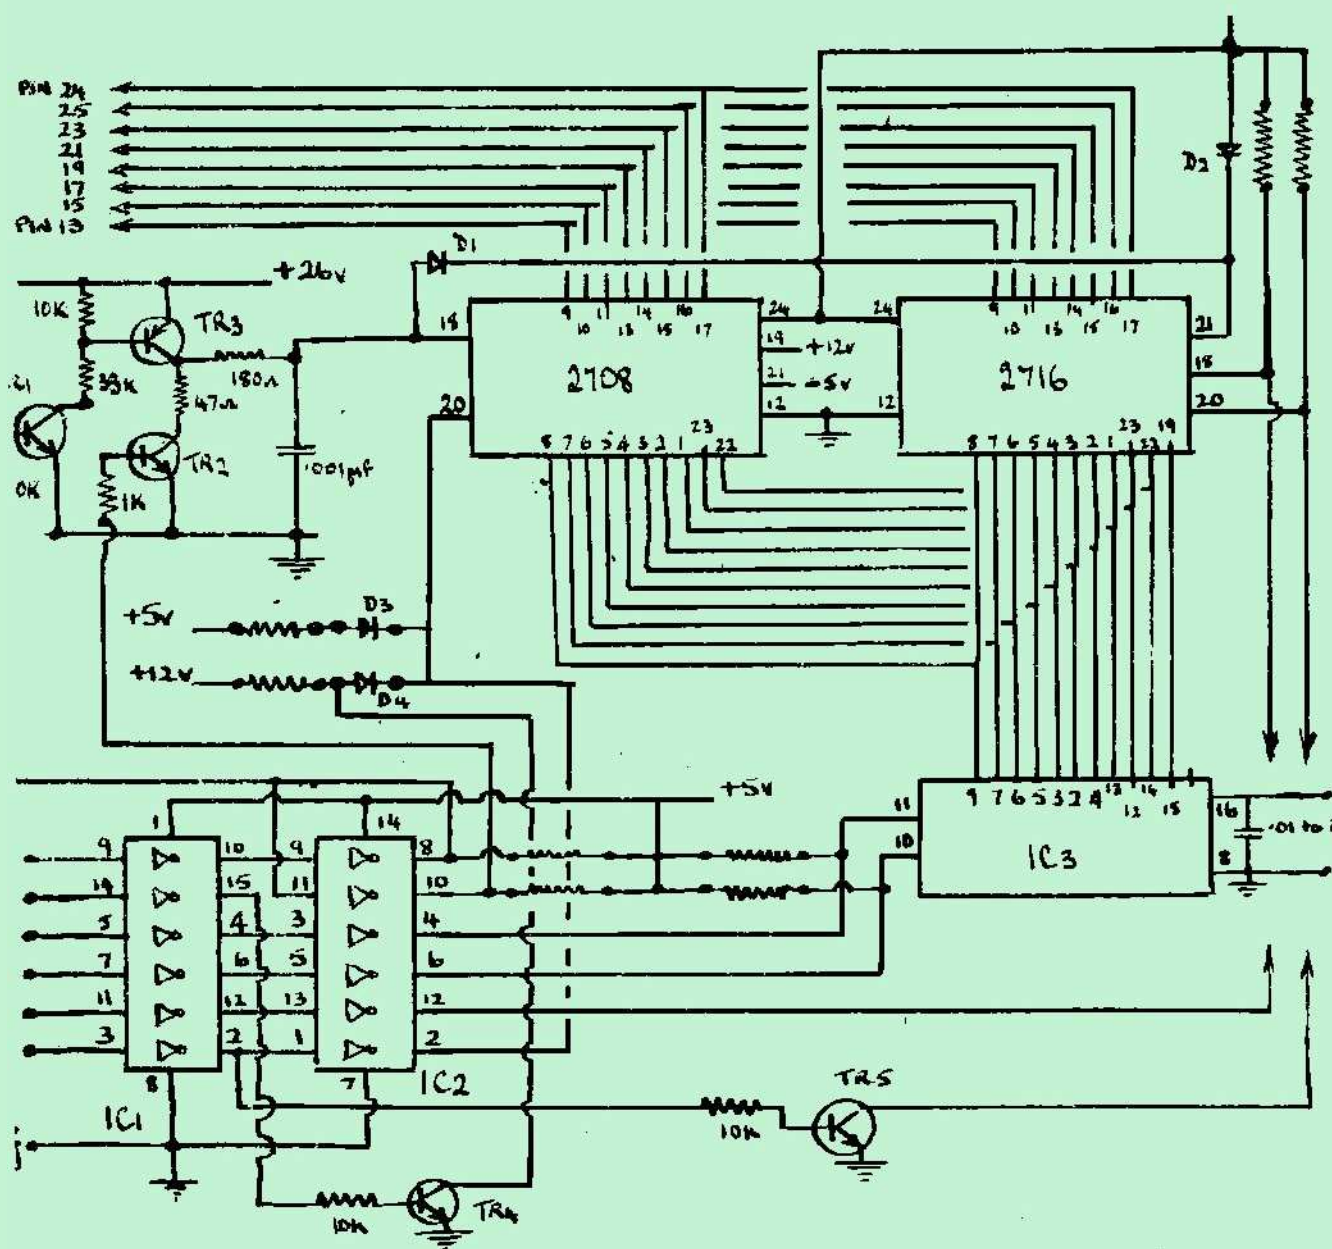 PIN 24
25
23
21
19
17
15
PIN 13
D1
D2
+26v
10K
TR3
33K
180Ω
47Ω
TR2
0K
1K
.001µF
18
20
9 10 11 13 14 15 16 17
2708
24
19 +12v
21 -5v
12
8 7 6 5 4 3 2 1 23 22
24
12
9 10 11 13 14 15 16 17
2716
21
18
20
8 7 6 5 4 3 2 1 23 22 19
+5v
D3
+12v
D4
+5v
11
10
9 7 6 5 3 2 4 13 12 14 15
1
16
8
.01 to
IC3
1
14
9 10 9 8
14 15 11 10
5 4 3 4
7 6 5 6
11 12 13 12
3 2 1 2
8
7
IC1
IC2
10K
TR5
10K
TR4